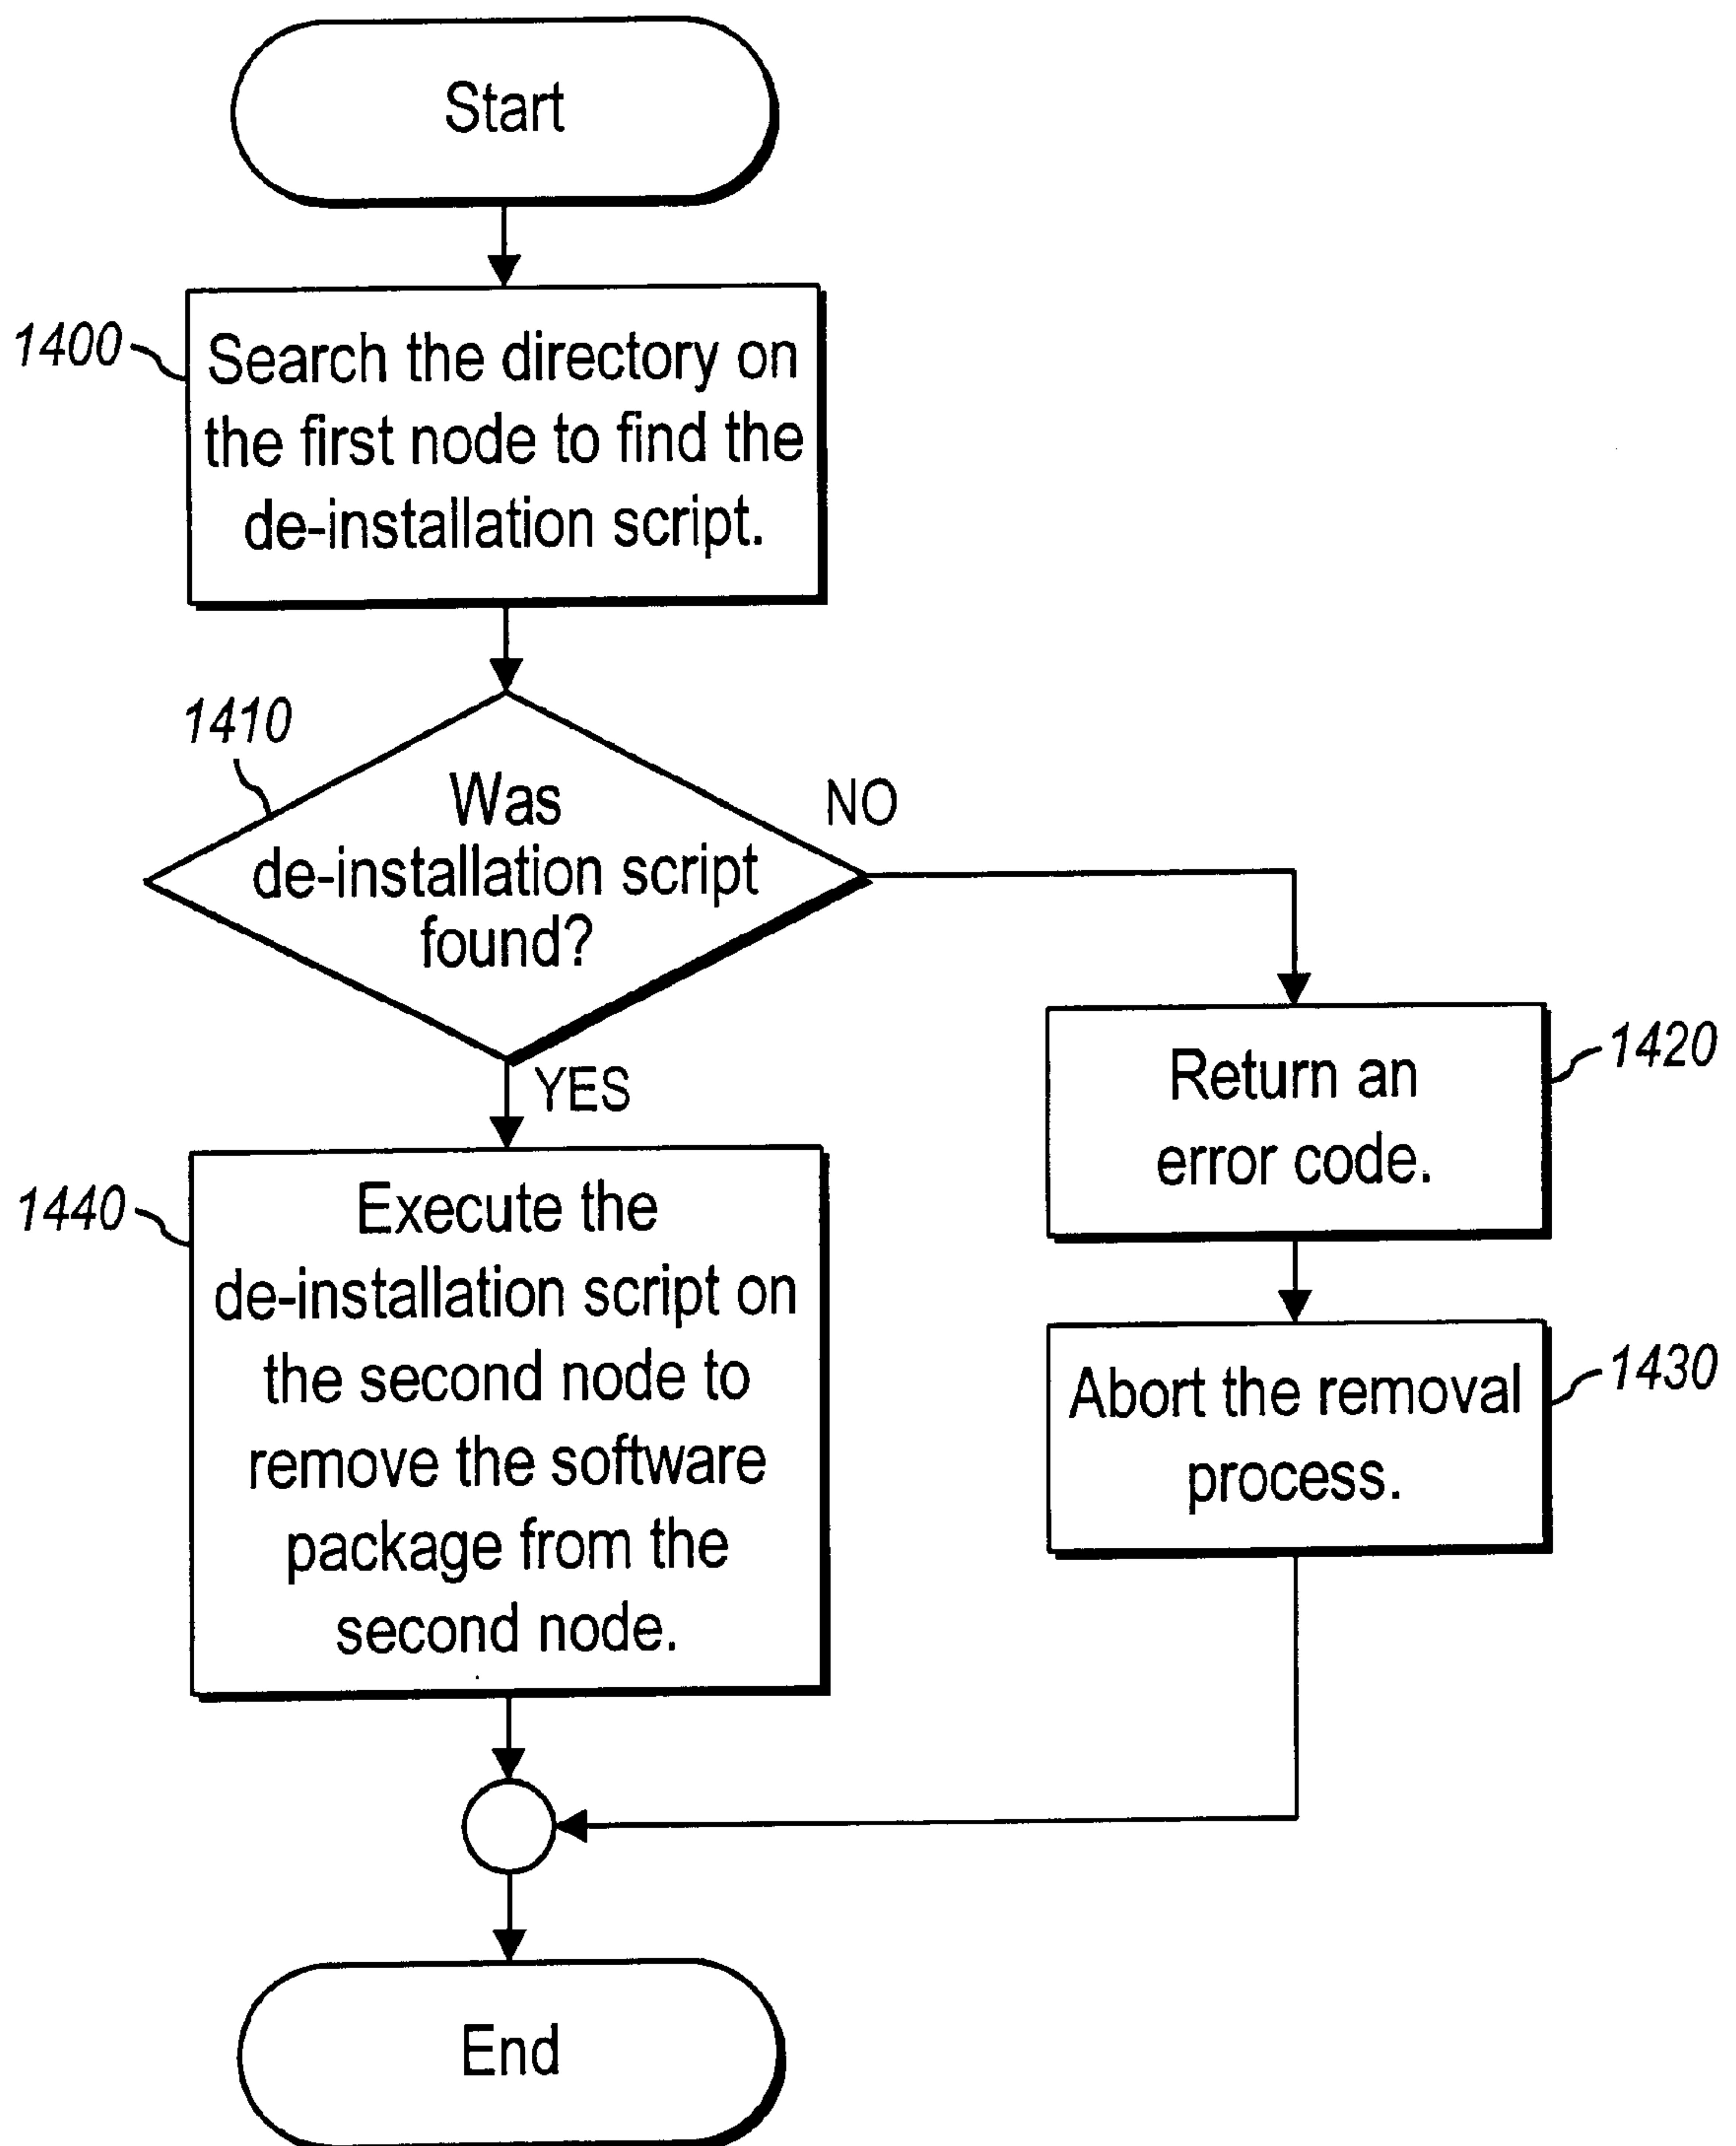 Start
1400
Search the directory on
the first node to find the
de-installation script.
1410
Was
de-installation script
found?
NO
YES
1420
Return an
error code.
1440
Execute the
de-installation script on
the second node to
remove the software
package from the
second node.
1430
Abort the removal
process.
End